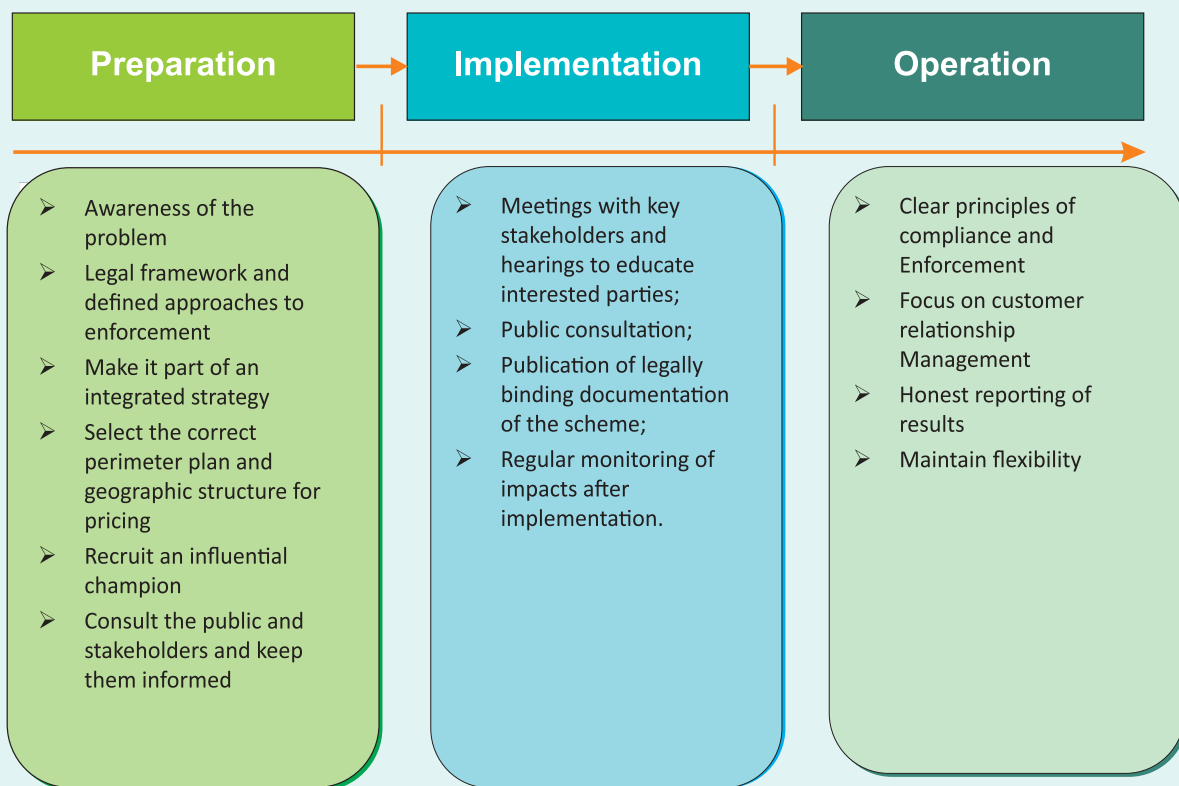 Preparation
Implementation
Operation
➢ Awareness of the
problem
➢ Legal framework and
defined approaches to
enforcement
➢ Make it part of an
integrated strategy
➢ Select the correct
perimeter plan and
geographic structure for
pricing
➢ Recruit an influential
champion
➢ Consult the public and
stakeholders and keep
them informed
➢ Meetings with key
stakeholders and
hearings to educate
interested parties;
➢ Public consultation;
➢ Publication of legally
binding documentation
of the scheme;
➢ Regular monitoring of
impacts after
implementation.
➢ Clear principles of
compliance and
Enforcement
➢ Focus on customer
relationship
Management
➢ Honest reporting of
results
➢ Maintain flexibility